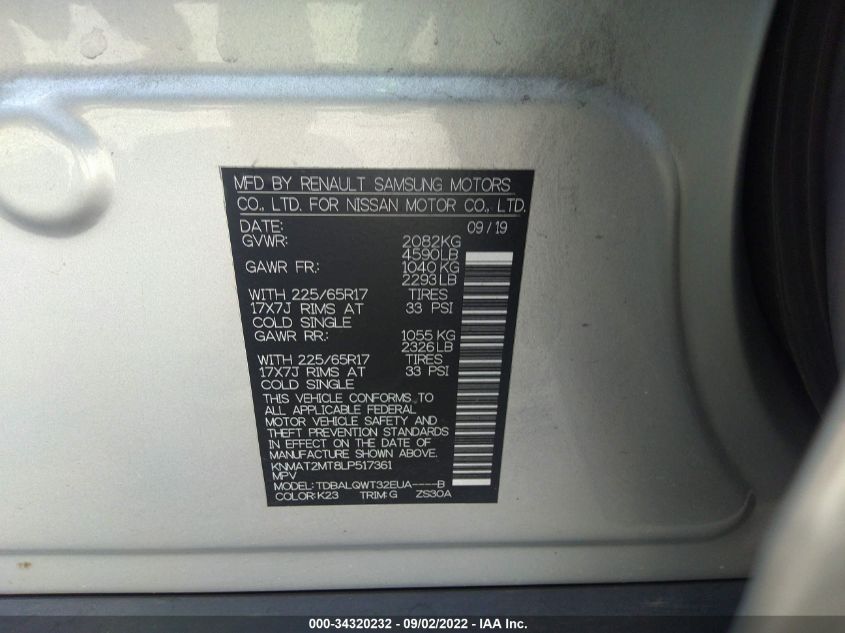 MFD BY RENAULT SAMSUNG MOTORS
CO., LTD. FOR NISSAN MOTOR CO., LTD.
DATE: 09/19
GVWR: 2082KG
4590LB
GAWR FR.: 1040 KG
2293LB
WITH 225/65R17 TIRES
17X7J RIMS AT 33 PSI
COLD SINGLE
GAWR RR.: 1055 KG
2326LB
WITH 225/65R17 TIRES
17X7J RIMS AT 33 PSI
COLD SINGLE
THIS VEHICLE CONFORMS TO
ALL APPLICABLE FEDERAL
MOTOR VEHICLE SAFETY AND
THEFT PREVENTION STANDARDS
IN EFFECT ON THE DATE OF
MANUFACTURE SHOWN ABOVE.
KNMAT2MT8LP517361
MPV
MODEL: TDBALQWT32EUA----B
COLOR: K23 TRIM: G ZS30A
000-34320232 - 09/02/2022 - IAA Inc.